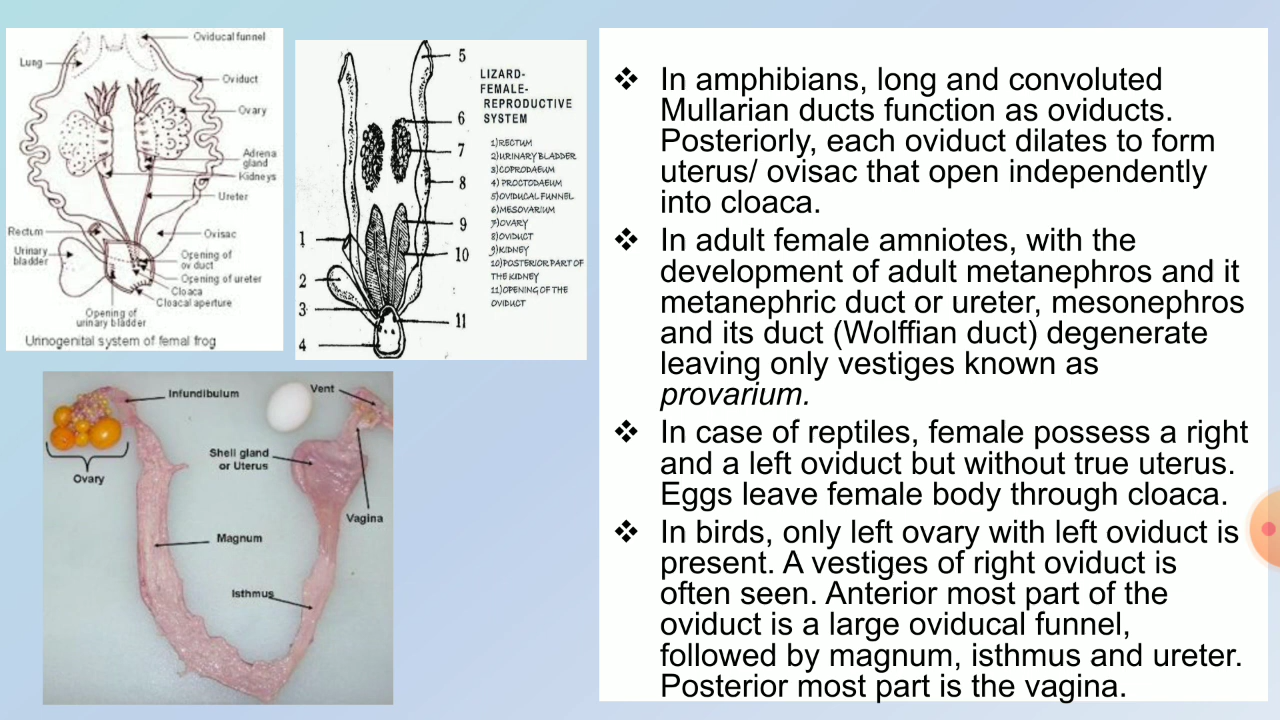 Oviducal funnel
Lung
Oviduct
Ovary
Adrena
gland
Kidneys
Ureter
Rectum
Ovisac
Urinary
bladder
Opening of
ov duct
Opening of ureter
Cloaca
Cloacal aperture
Opening of
urinary bladder
Urinogenital system of femal frog
5
LIZARD-
FEMALE-
REPRODUCTIVE
SYSTEM
6
7
8
9
10
11
1
2
3
4
1)RECTUM
2)URINARY BLADDER
3)COPRODAEUM
4) PROCTODAEUM
5)OVIDUCAL FUNNEL
6)MESOVARIUM
7)OVARY
8)OVIDUCT
9)KIDNEY
10)POSTERIOR PART OF
THE KIDNEY
11)OPENING OF THE
OVIDUCT
Infundibulum
Vent
Ovary
Shell gland
or Uterus
Vagina
Magnum
Isthmus
❖ In amphibians, long and convoluted
Mullarian ducts function as oviducts.
Posteriorly, each oviduct dilates to form
uterus/ ovisac that open independently
into cloaca.
❖ In adult female amniotes, with the
development of adult metanephros and it
metanephric duct or ureter, mesonephros
and its duct (Wolffian duct) degenerate
leaving only vestiges known as
provarium.
❖ In case of reptiles, female possess a right
and a left oviduct but without true uterus.
Eggs leave female body through cloaca.
❖ In birds, only left ovary with left oviduct is
present. A vestiges of right oviduct is
often seen. Anterior most part of the
oviduct is a large oviducal funnel,
followed by magnum, isthmus and ureter.
Posterior most part is the vagina.